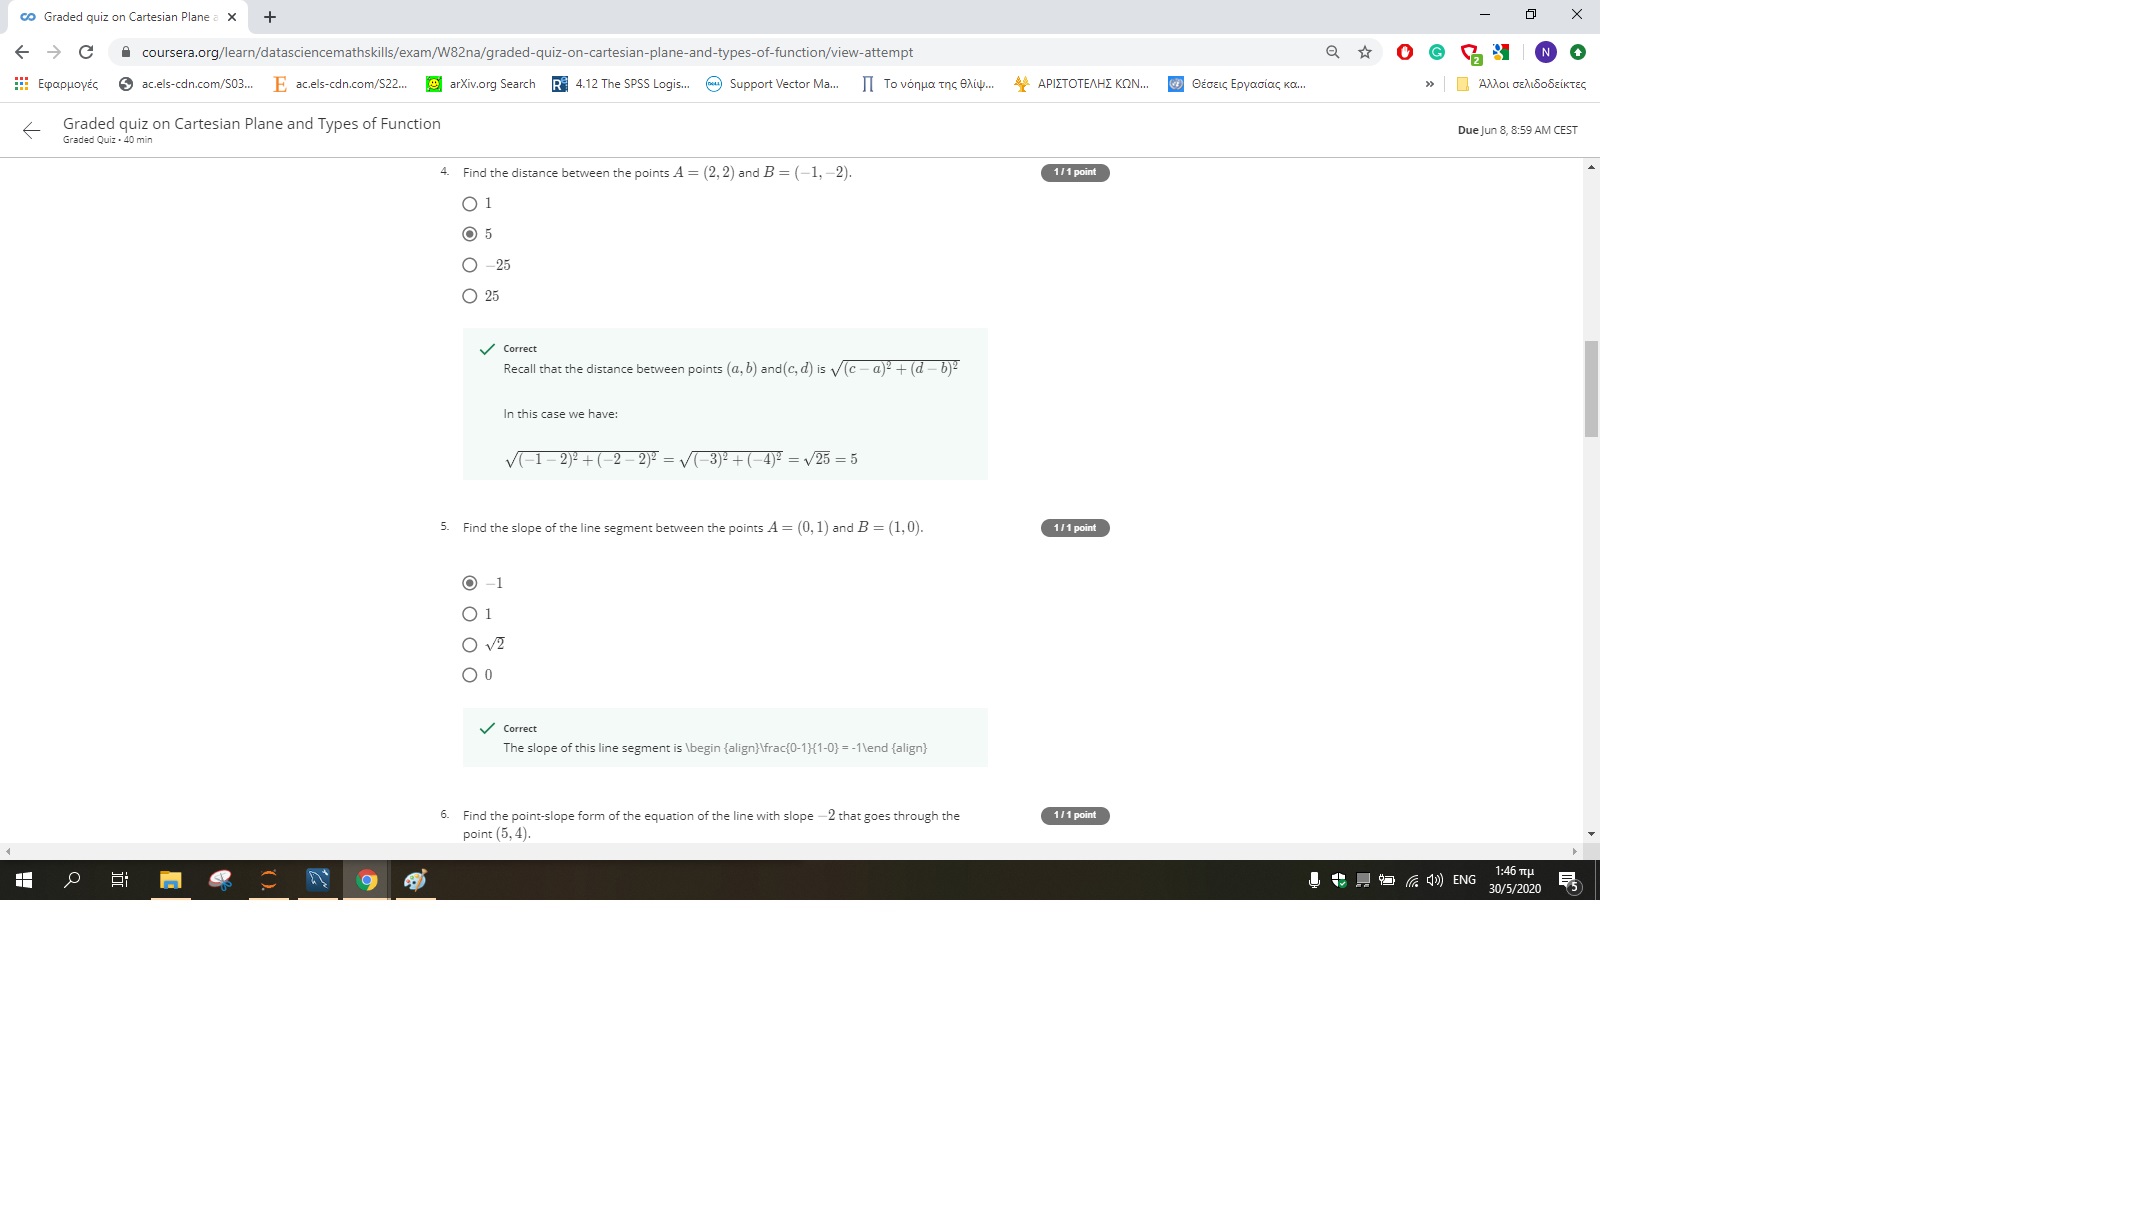 Graded quiz on Cartesian Plane a
coursera.org/learn/datasciencemathskills/exam/W82na/graded-quiz-on-cartesian-plane-and-types-of-function/view-attempt
2
N
Εφαρμογές ac.els-cdn.com/S03... E ac.els-cdn.com/S22... arXiv.org Search 4.12 The SPSS Logis... Support Vector Ma... Το νόημα της θλίψ... ΑΡΙΣΤΟΤΕΛΗΣ ΚΩΝ... Θέσεις Εργασίας κα... » Άλλοι σελιδοδείκτες
Graded quiz on Cartesian Plane and Types of Function
Graded Quiz • 40 min
Due Jun 8, 8:59 AM CEST
4. Find the distance between the points A = (2, 2) and B = (−1, −2). 1 / 1 point
1
5
−25
25
Correct
Recall that the distance between points (a, b) and(c, d) is √(c − a)² + (d − b)²
In this case we have:
√(−1 − 2)² + (−2 − 2)² = √(−3)² + (−4)² = √25 = 5
5. Find the slope of the line segment between the points A = (0, 1) and B = (1, 0). 1 / 1 point
−1
1
√2
0
Correct
The slope of this line segment is \begin {align}\frac{0-1}{1-0} = -1\end {align}
6. Find the point-slope form of the equation of the line with slope −2 that goes through the 1 / 1 point
point (5, 4).
ENG
1:46 πμ
30/5/2020
5